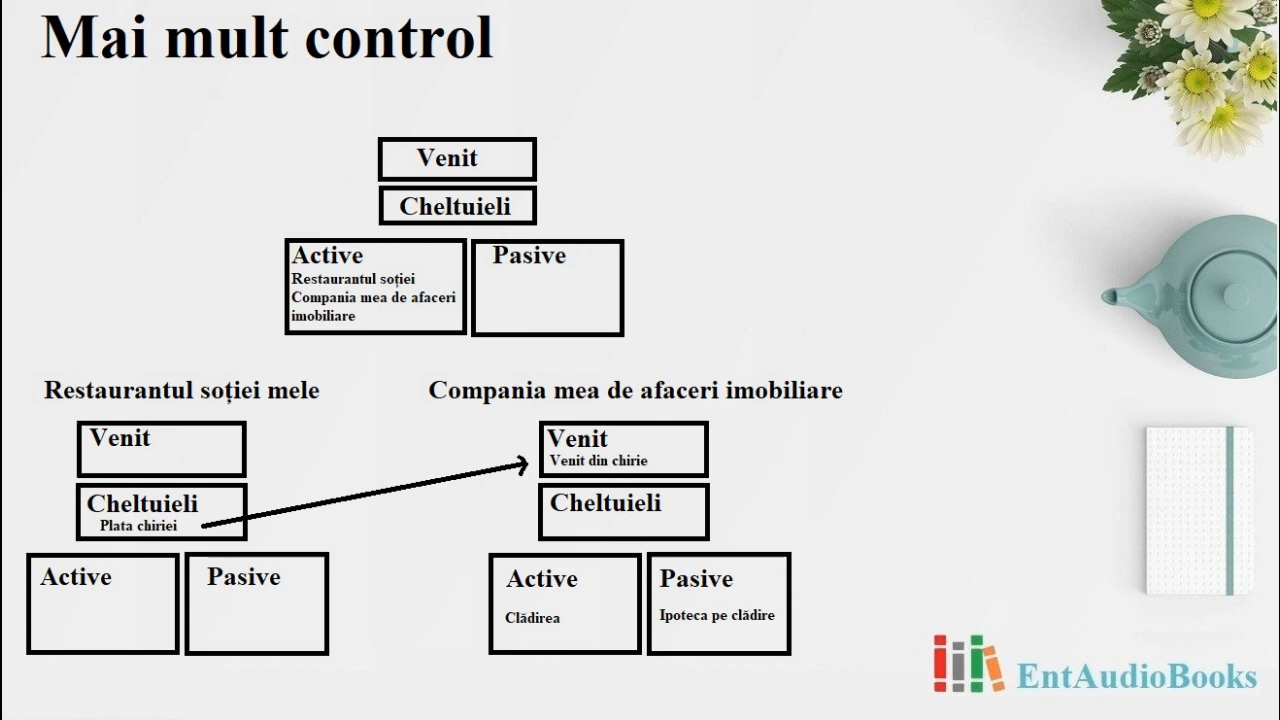 Mai mult control
Venit
Cheltuieli
Active
Restaurantul soției
Compania mea de afaceri
imobiliare
Pasive
Restaurantul soției mele
Venit
Cheltuieli
Plata chiriei
Active
Pasive
Compania mea de afaceri imobiliare
Venit
Venit din chirie
Cheltuieli
Active
Clădirea
Pasive
Ipoteca pe clădire
EntAudioBooks